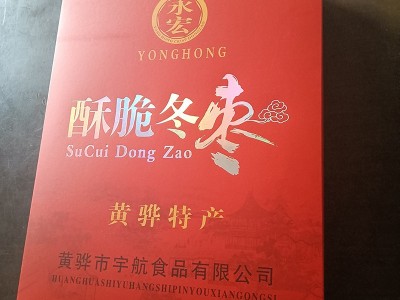 永宏
YONGHONG
酥脆冬枣
SuCui Dong Zao
黄骅特产
黄骅市宇航食品有限公司
HUANGHUASHIYUHANGSHIPINYOUXIANGONGSI